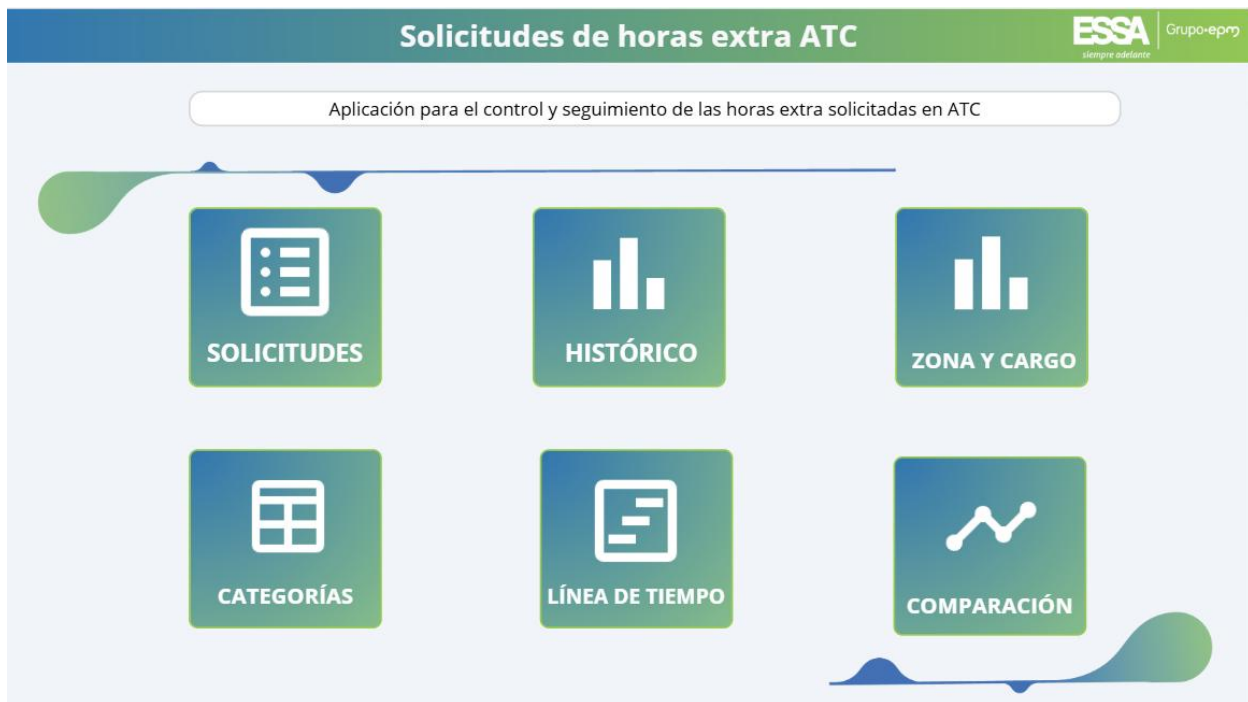 Solicitudes de horas extra ATC
ESSA
siempre adelante
Grupo•epm
Aplicación para el control y seguimiento de las horas extra solicitadas en ATC
SOLICITUDES
HISTÓRICO
ZONA Y CARGO
CATEGORÍAS
LÍNEA DE TIEMPO
COMPARACIÓN